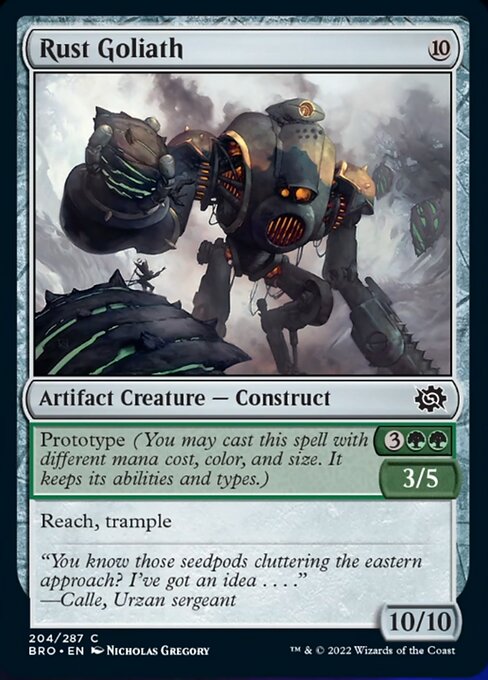 Rust Goliath 10
Artifact Creature — Construct
Prototype (You may cast this spell with
different mana cost, color, and size. It
keeps its abilities and types.)
3
3/5
Reach, trample
“You know those seedpods cluttering the eastern
approach? I’ve got an idea . . . .”
—Calle, Urzan sergeant
10/10
204/287 C
BRO • EN Nicholas Gregory
™ & © 2022 Wizards of the Coast